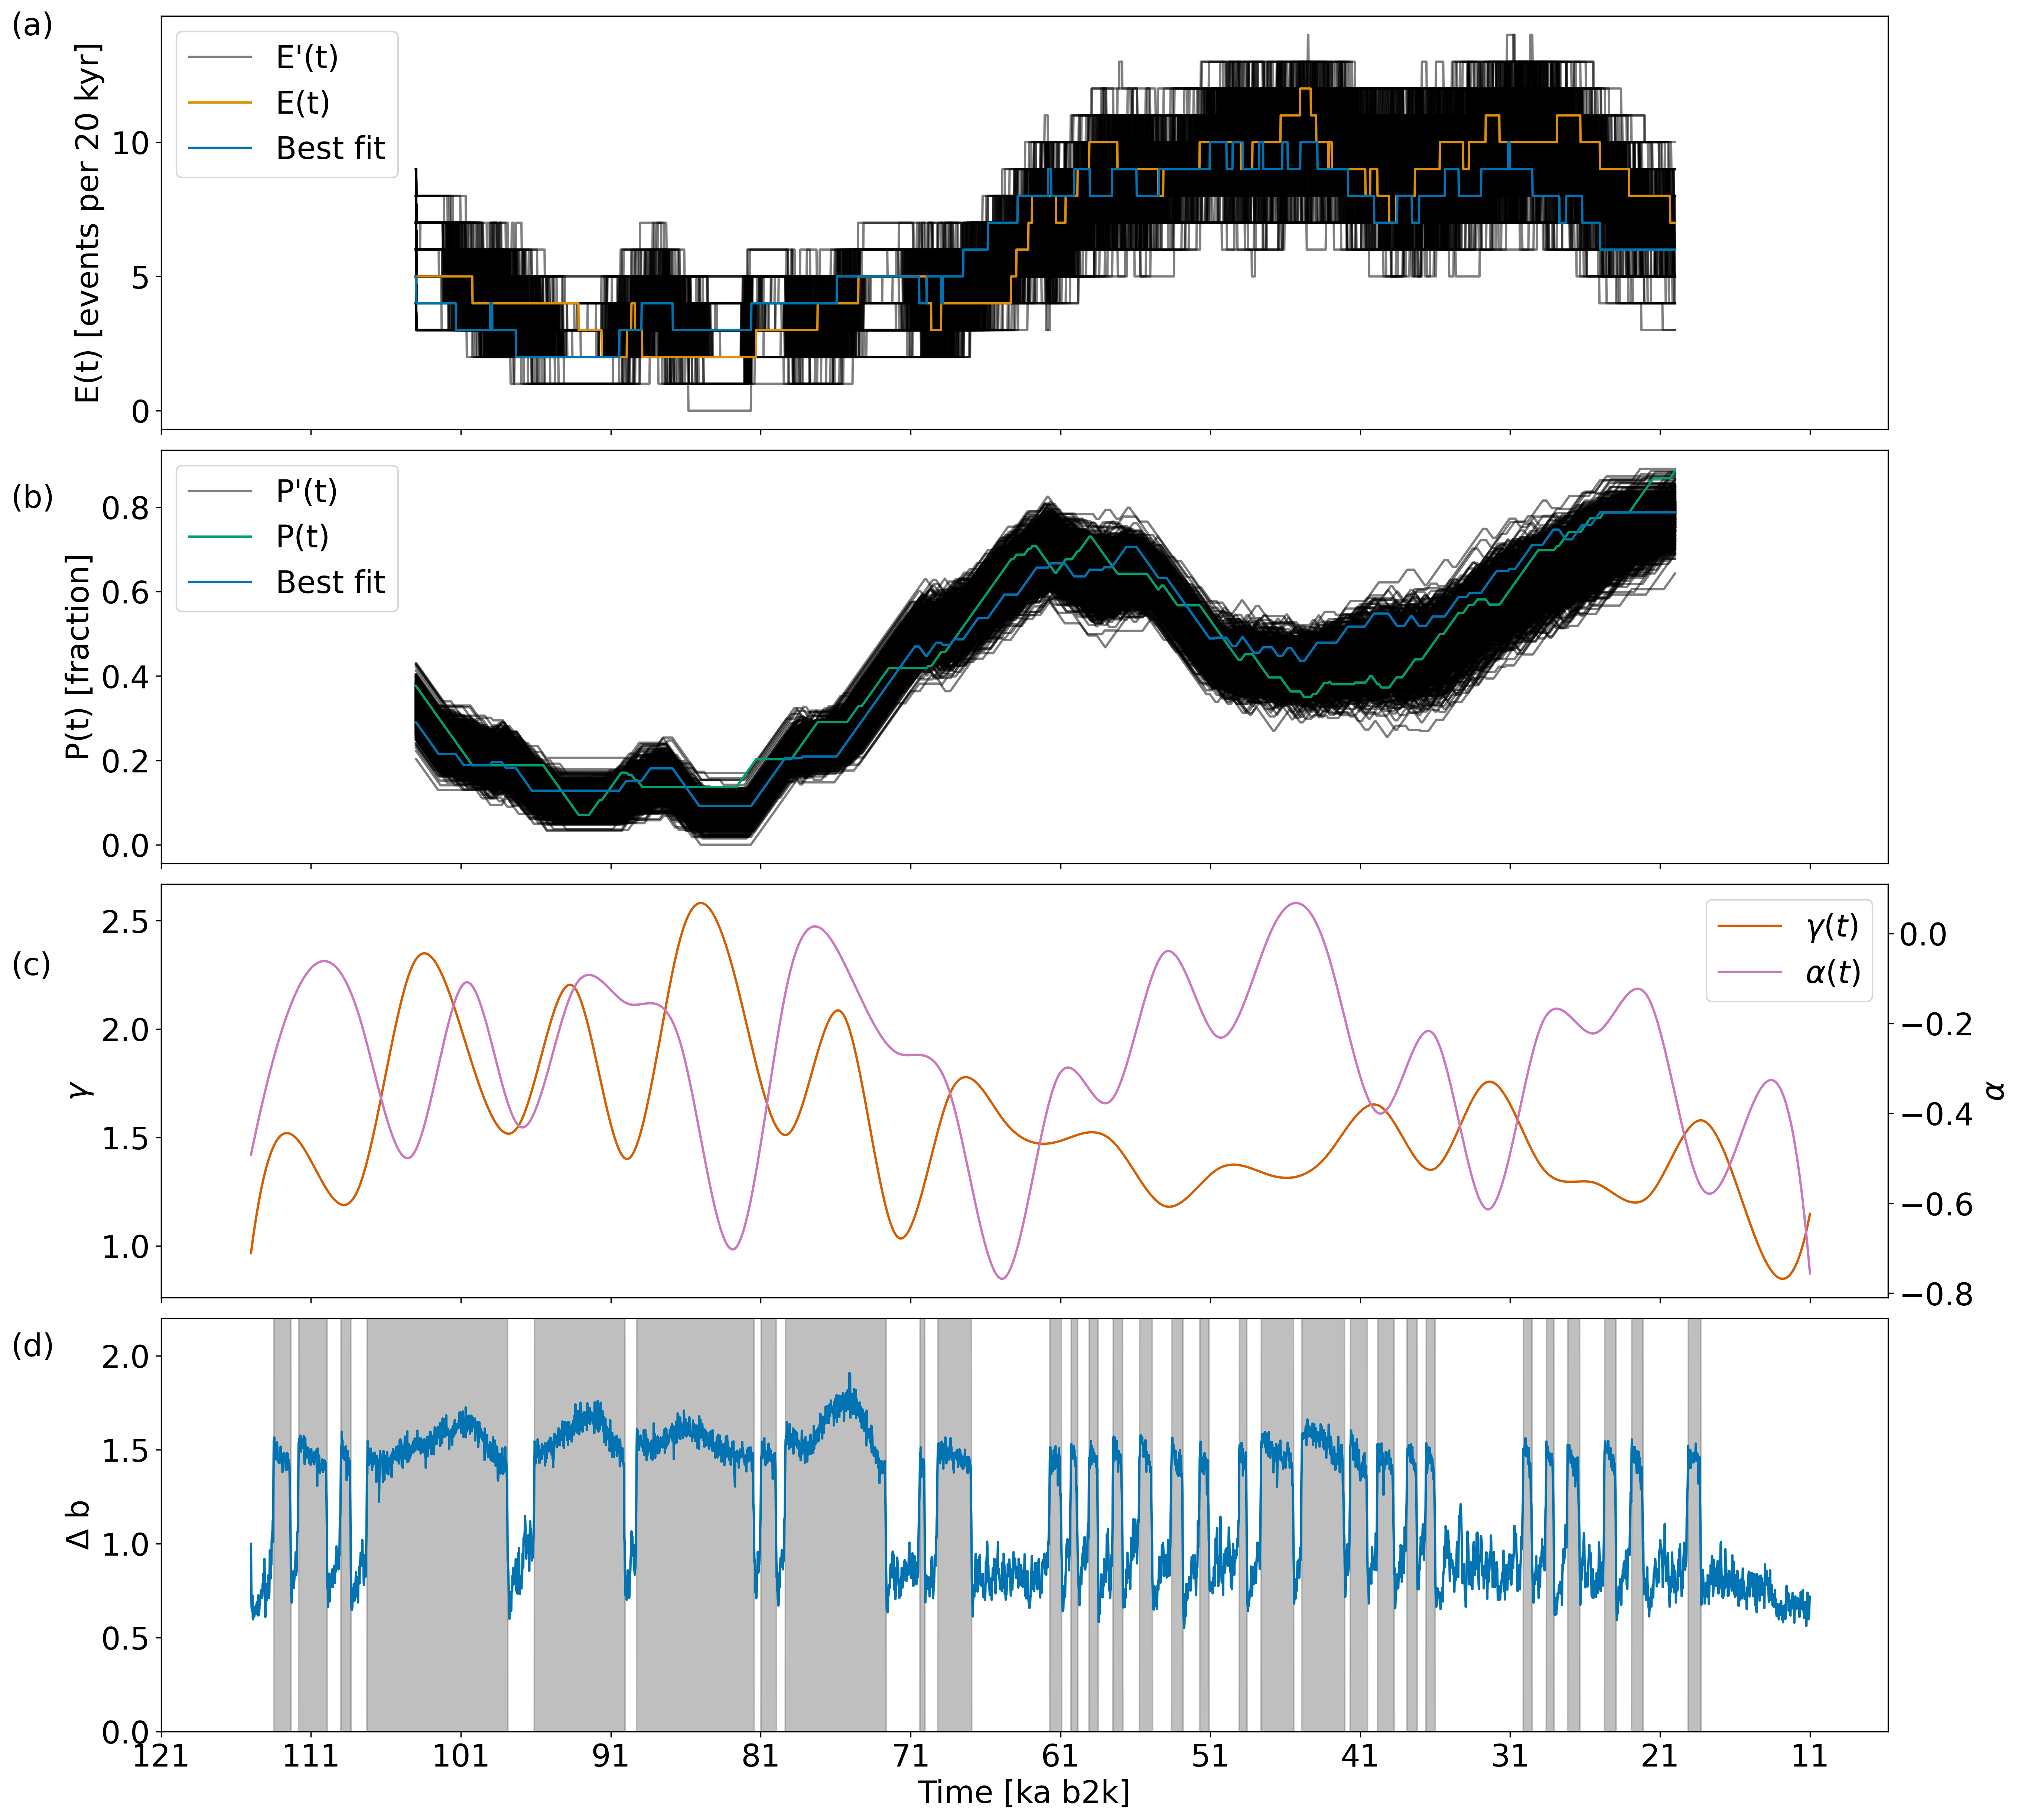 (a)
E(t) [events per 20 kyr]
10
5
0
E'(t)
E(t)
Best fit
(b)
P(t) [fraction]
0.8
0.6
0.4
0.2
0.0
P'(t)
P(t)
Best fit
(c)
γ
2.5
2.0
1.5
1.0
γ(t)
α(t)
0.0
−0.2
−0.4
−0.6
−0.8
α
(d)
Δ b
2.0
1.5
1.0
0.5
0.0
121 111 101 91 81 71 61 51 41 31 21 11
Time [ka b2k]